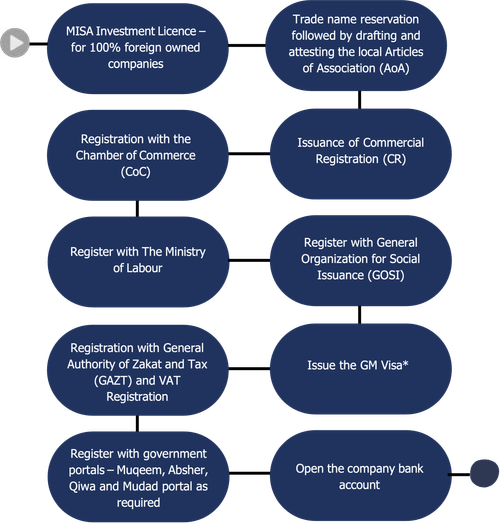 MISA Investment Licence –
for 100% foreign owned
companies
Trade name reservation
followed by drafting and
attesting the local Articles
of Association (AoA)
Issuance of Commercial
Registration (CR)
Registration with the
Chamber of Commerce
(CoC)
Register with The Ministry
of Labour
Register with General
Organization for Social
Issuance (GOSI)
Issue the GM Visa*
Registration with General
Authority of Zakat and Tax
(GAZT) and VAT
Registration
Register with government
portals – Muqeem, Absher,
Qiwa and Mudad portal as
required
Open the company bank
account